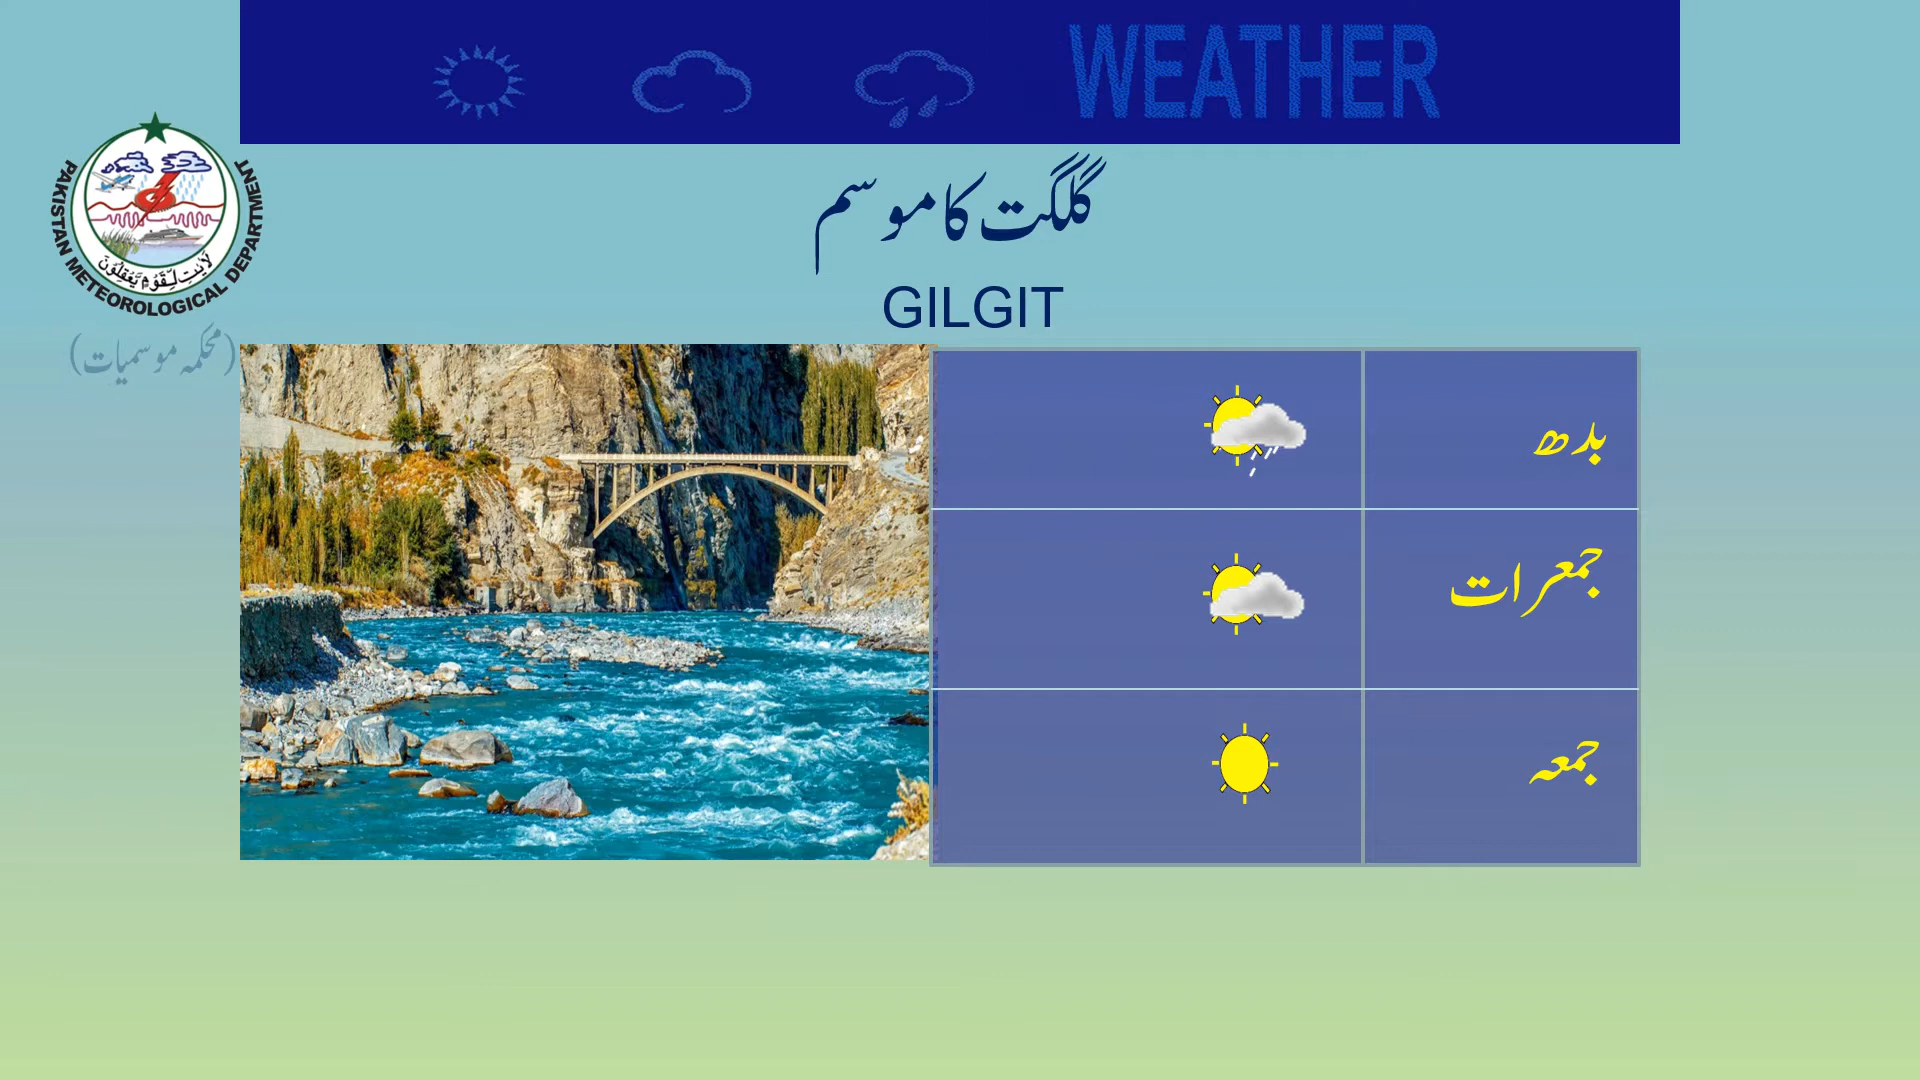 WEATHER
PAKISTAN METEOROLOGICAL DEPARTMENT
لَاٰيٰتٍ لِّقَوْمٍ يَّعْقِلُوْنَ
(محکمہ موسمیات)
گلگت کا موسم
GILGIT
بدھ
جمعرات
جمعہ